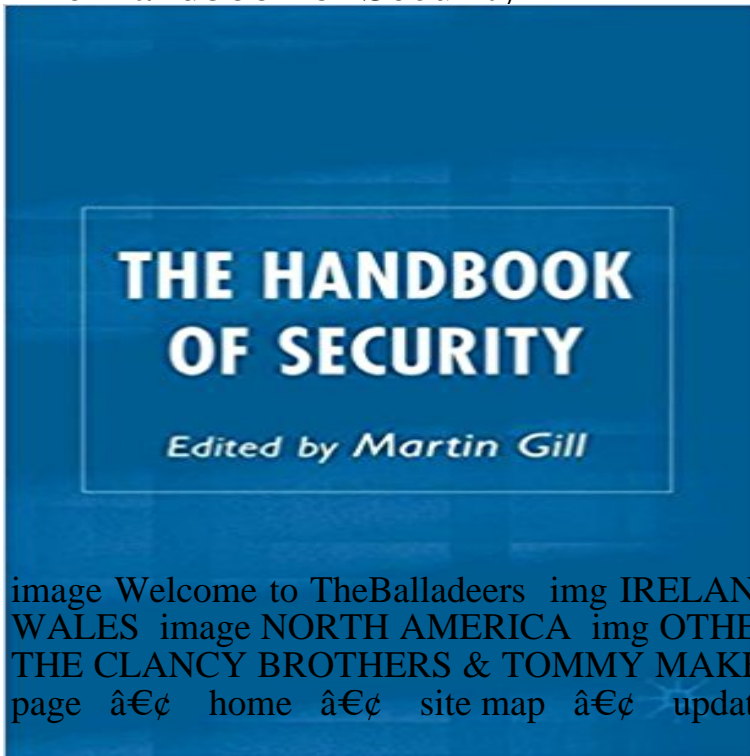 THE HANDBOOK
OF SECURITY
Edited by Martin Gill
image Welcome to TheBalladeers img
WALES image NORTH AMERICA img
THE CLANCY BROTHERS & TOMMY
page • home • site map •